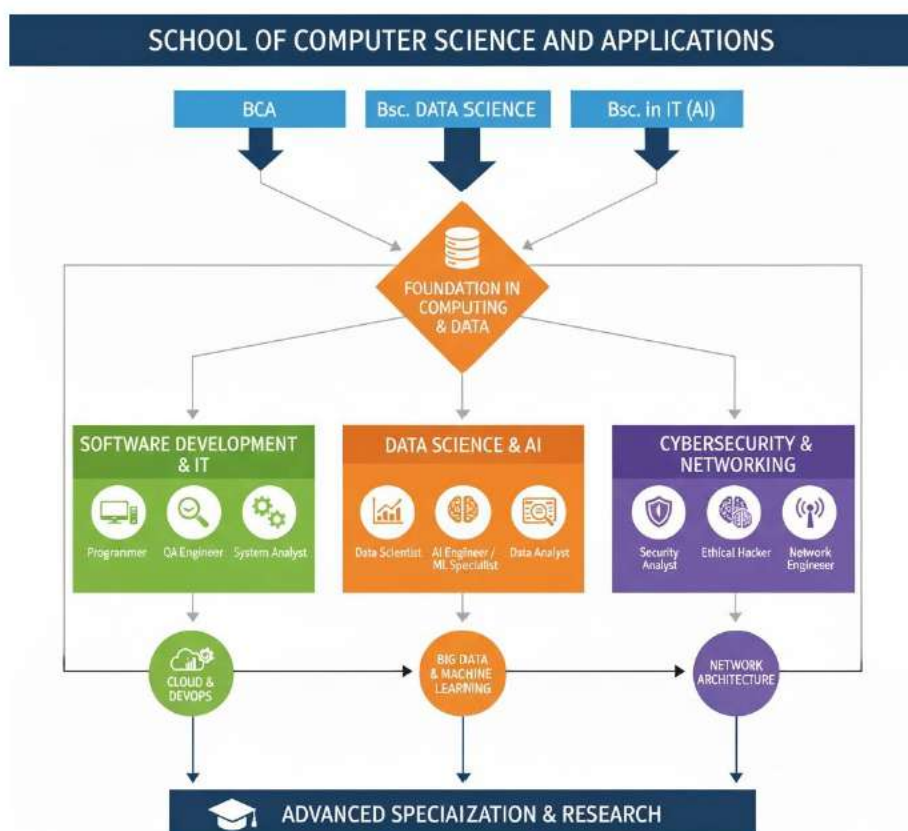 SCHOOL OF COMPUTER SCIENCE AND APPLICATIONS
BCA
Bsc. DATA SCIENCE
Bsc. in IT (AI)
FOUNDATION IN
COMPUTING
& DATA
SOFTWARE DEVELOPMENT
& IT
Programmer
QA Engineer
System Analyst
DATA SCIENCE & AI
Data Scientist
AI Engineer /
ML Specialist
Data Analyst
CYBERSECURITY &
NETWORKING
Security
Analyst
Ethical Hacker
Network
Engineser
CLOUD &
DEVOPS
BIG DATA
& MACHINE
LEARNING
NETWORK
ARCHITECTURE
ADVANCED SPECIAIZATION & RESEARCH